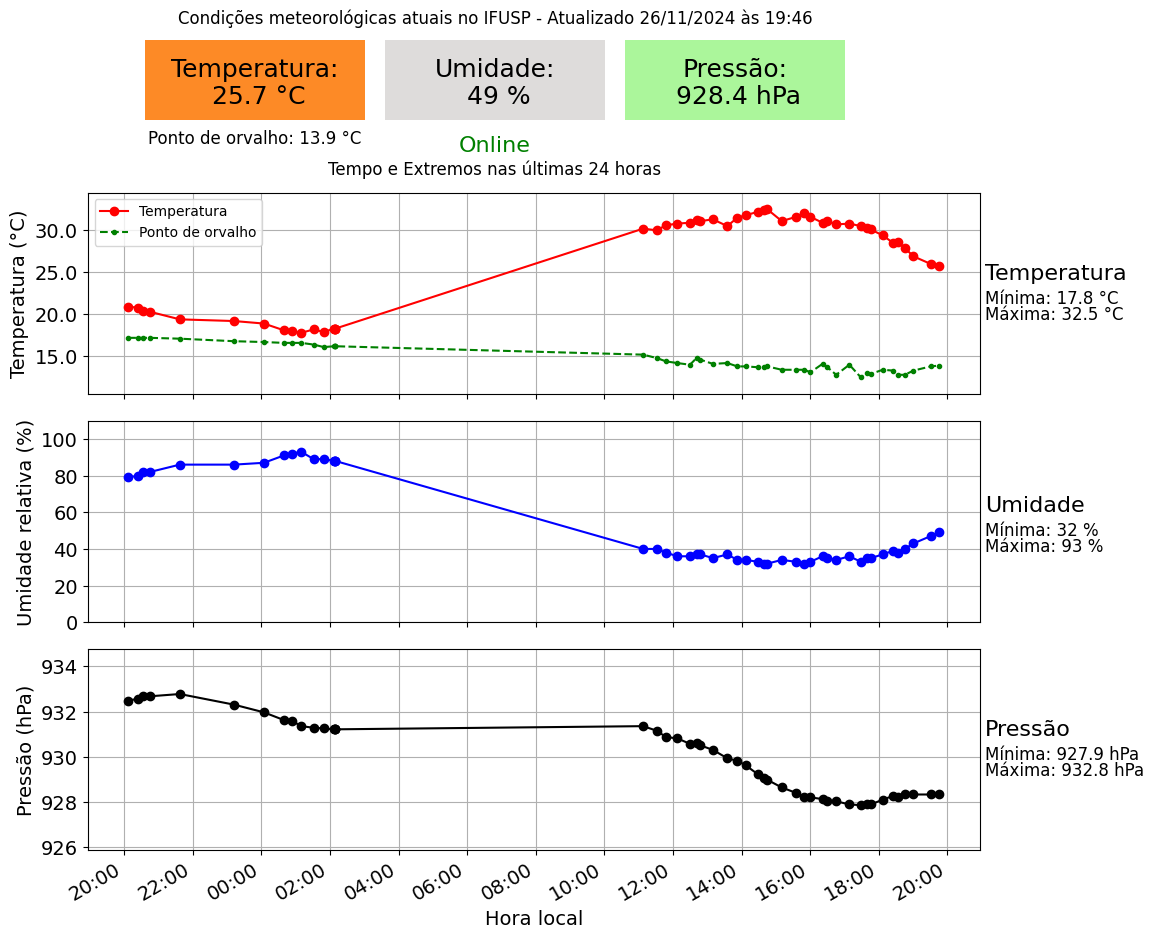 Condições meteorológicas atuais no IFUSP - Atualizado 26/11/2024 às 19:46
Temperatura:
25.7 °C
Umidade:
49 %
Pressão:
928.4 hPa
Ponto de orvalho: 13.9 °C
Online
Tempo e Extremos nas últimas 24 horas
Temperatura (°C)
30.0
25.0
20.0
15.0
Temperatura
Ponto de orvalho
Temperatura
Mínima: 17.8 °C
Máxima: 32.5 °C
Umidade relativa (%)
100
80
60
40
20
0
Umidade
Mínima: 32 %
Máxima: 93 %
Pressão (hPa)
934
932
930
928
926
Pressão
Mínima: 927.9 hPa
Máxima: 932.8 hPa
20:00 22:00 00:00 02:00 04:00 06:00 08:00 10:00 12:00 14:00 16:00 18:00 20:00
Hora local